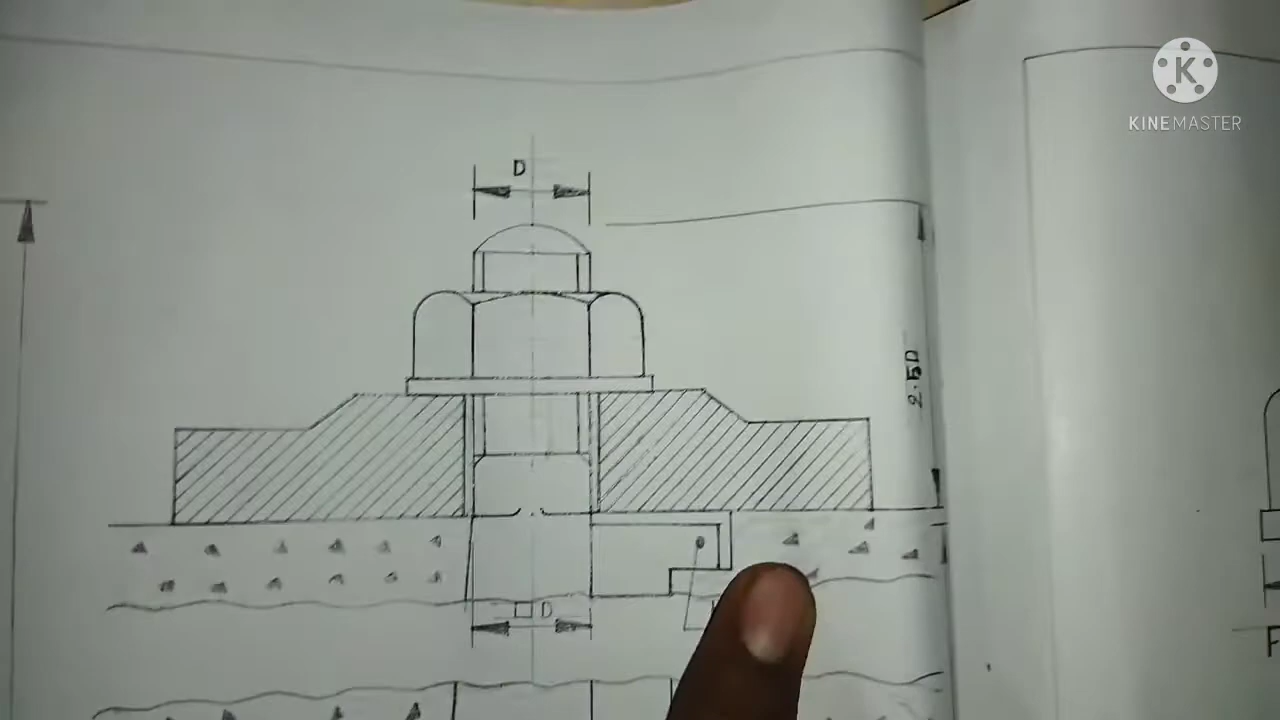 K
KINEMASTER
D
2.5D
□ D